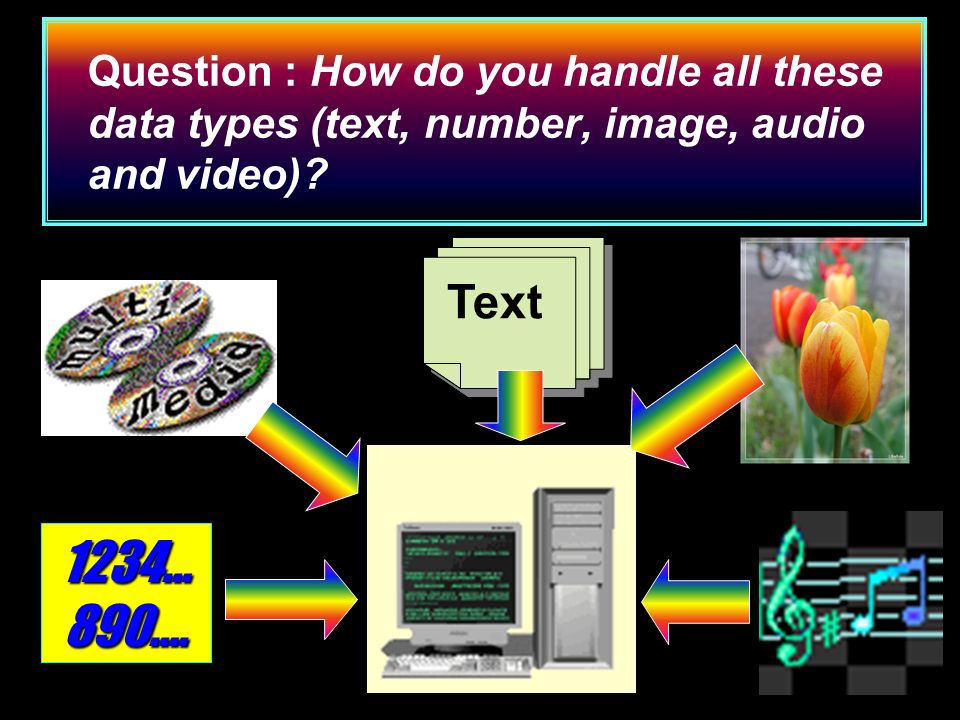 Question : How do you handle all these
data types (text, number, image, audio
and video)?
Text
multi-
media
1234...
890....